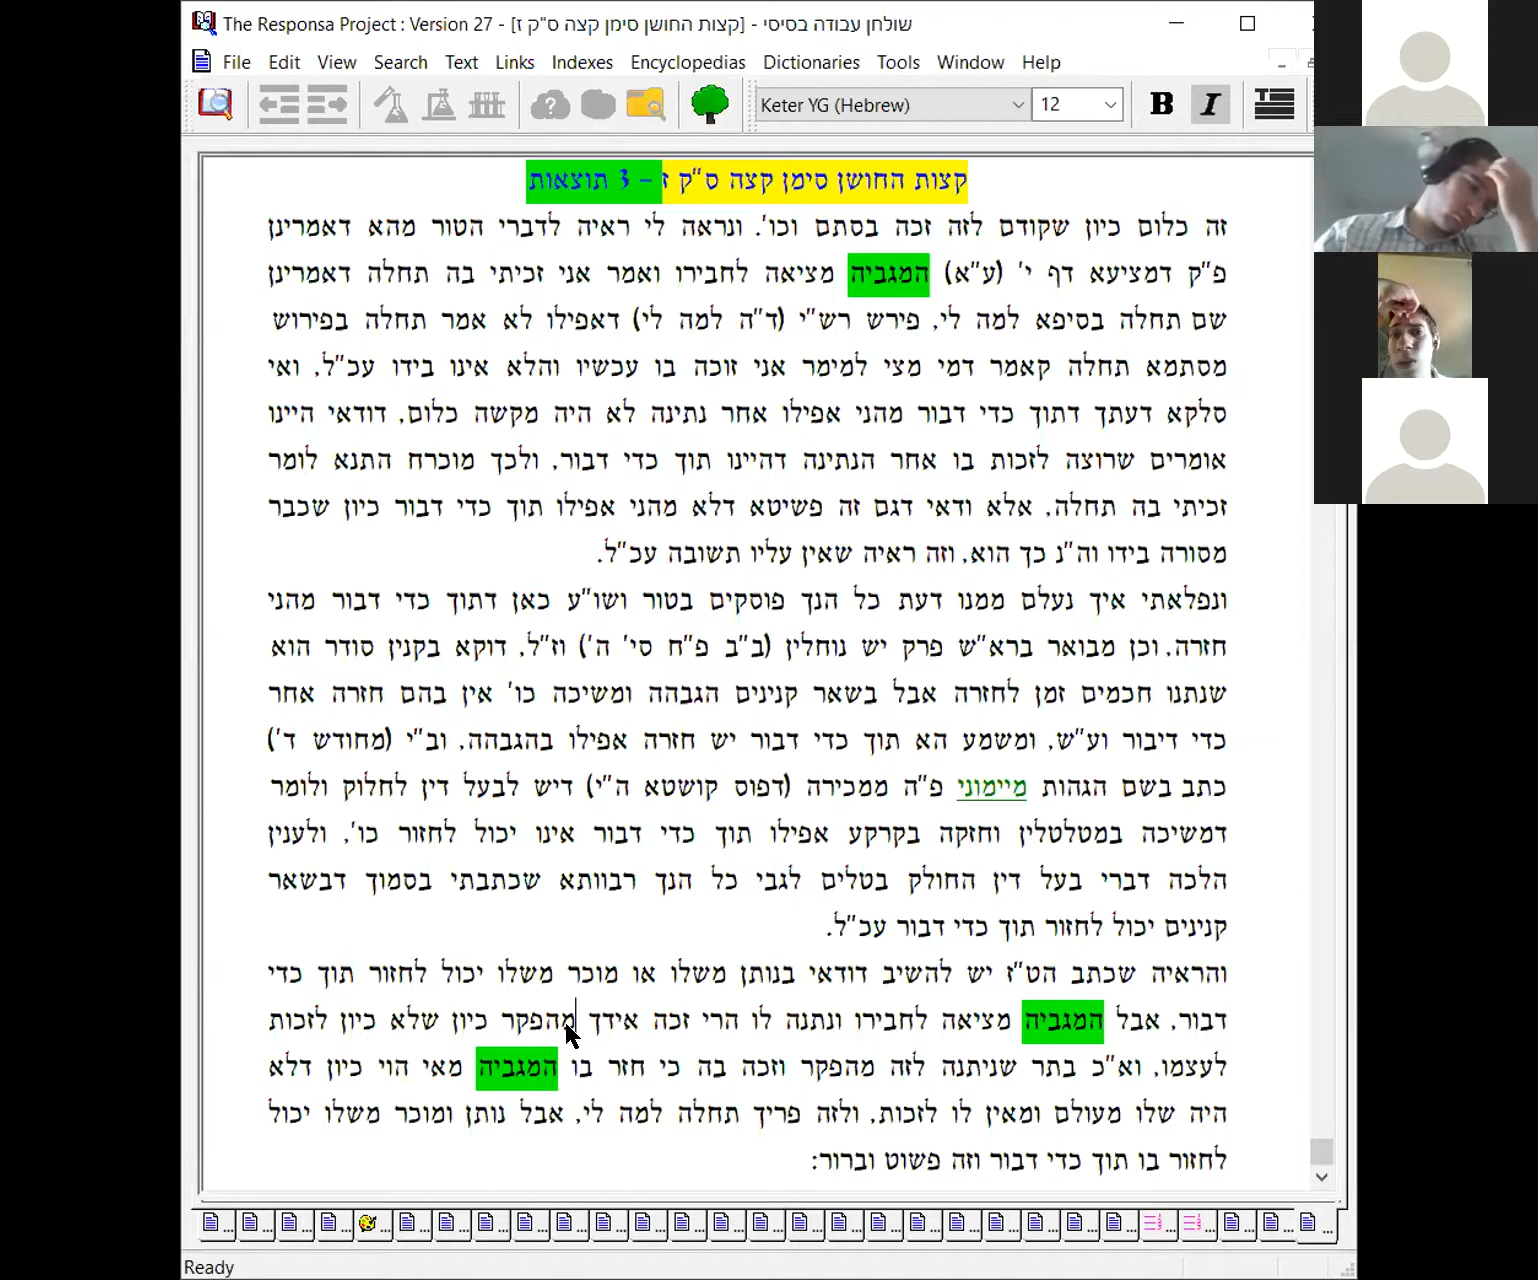 The Responsa Project : Version 27 - [קצות החושן סימן קצה ס"ק ז] - שולחן עבודה בסיסי
File Edit View Search Text Links Indexes Encyclopedias Dictionaries Tools Window Help
Keter YG (Hebrew) 12 B I
קצות החושן סימן קצה ס"ק ז - 3 תוצאות
זה כלום כיון שקודם לזה זכה בסתם וכו'. ונראה לי ראיה לדברי הטור מהא דאמרינן
פ"ק דמציעא דף י' (ע"א) המגביה מציאה לחבירו ואמר אני זכיתי בה תחלה דאמרינן
שם תחלה בסיפא למה לי, פירש רש"י (ד"ה למה לי) דאפילו לא אמר תחלה בפירוש
מסתמא תחלה קאמר דמי מצי למימר אני זוכה בו עכשיו והלא אינו בידו עכ"ל, ואי
סלקא דעתך דתוך כדי דבור מהני אפילו אחר נתינה לא היה מקשה כלום, דודאי היינו
אומרים שרוצה לזכות בו אחר הנתינה דהיינו תוך כדי דבור, ולכך מוכרח התנא לומר
זכיתי בה תחלה, אלא ודאי דגם זה פשיטא דלא מהני אפילו תוך כדי דבור כיון שכבר
מסורה בידו וה"נ כך הוא, וזה ראיה שאין עליו תשובה עכ"ל.
ונפלאתי איך נעלם ממנו דעת כל הנך פוסקים בטור ושו"ע כאן דתוך כדי דבור מהני
חזרה, וכן מבואר ברא"ש פרק יש נוחלין (ב"ב פ"ח סי' ה') וז"ל, דוקא בקנין סודר הוא
שנתנו חכמים זמן לחזרה אבל בשאר קנינים הגבהה ומשיכה כו' אין בהם חזרה אחר
כדי דיבור וע"ש, ומשמע הא תוך כדי דבור יש חזרה אפילו בהגבהה, וב"י (מחודש ד')
כתב בשם הגהות מיימוני פ"ה ממכירה (דפוס קושטא ה"י) דיש לבעל דין לחלוק ולומר
דמשיכה במטלטלין וחזקה בקרקע אפילו תוך כדי דבור אינו יכול לחזור כו', ולענין
הלכה דברי בעל דין החולק בטלים לגבי כל הנך רבוותא שכתבתי בסמוך דבשאר
קנינים יכול לחזור תוך כדי דבור עכ"ל.
והראיה שכתב הט"ז יש להשיב דודאי בנותן משלו או מוכר משלו יכול לחזור תוך כדי
דבור, אבל המגביה מציאה לחבירו ונתנה לו הרי זכה אידך מהפקר כיון שלא כיון לזכות
לעצמו, וא"כ בתר שניתנה לזה מהפקר וזכה בה כי חזר בו המגביה מאי הוי כיון דלא
היה שלו מעולם ומאין לו לזכות, ולזה פריך תחלה למה לי, אבל נותן ומוכר משלו יכול
לחזור בו תוך כדי דבור וזה פשוט וברור:
Ready